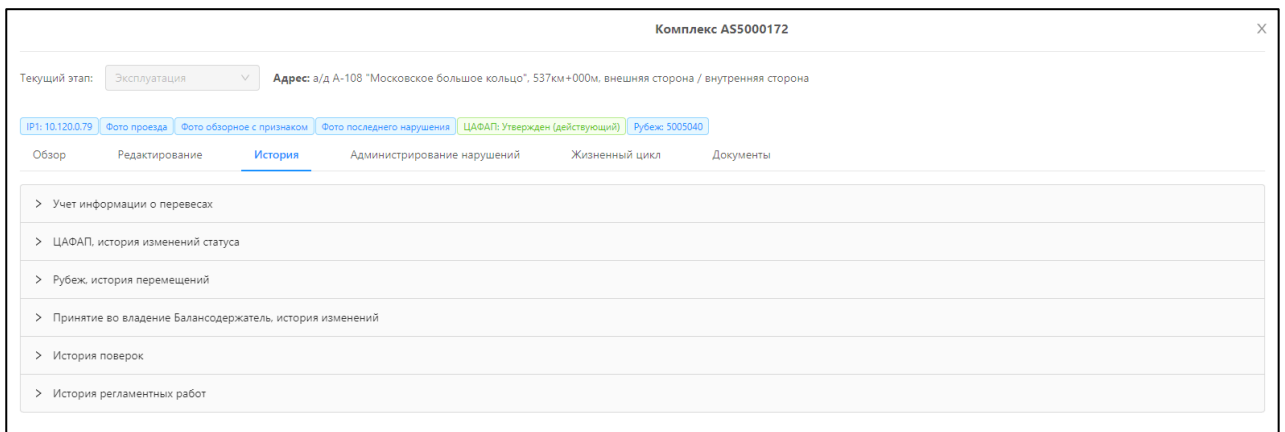 Комплекс AS5000172
Текущий этап: Эксплуатация Адрес: а/д А-108 "Московское большое кольцо", 537км+000м, внешняя сторона / внутренняя сторона
IP1: 10.120.0.79 Фото проезда Фото обзорное с признаком Фото последнего нарушения ЦАФАП: Утвержден (действующий) Рубеж: 5005040
Обзор Редактирование История Администрирование нарушений Жизненный цикл Документы
Учет информации о перевесах
ЦАФАП, история изменений статуса
Рубеж, история перемещений
Принятие во владение Балансодержатель, история изменений
История поверок
История регламентных работ